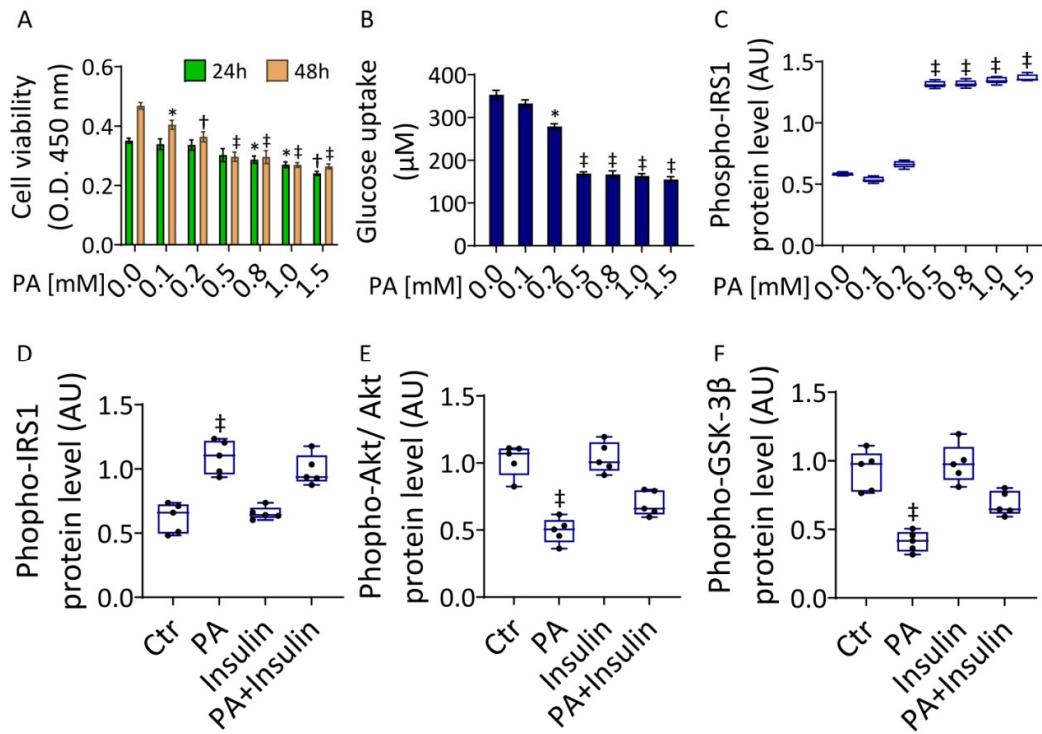 A
Cell viability
(O.D. 450 nm)
0.6
0.4
0.2
0.0
24h
48h
* † ‡ * ‡ * ‡ † ‡
PA [mM]
0.0 0.1 0.2 0.5 0.8 1.0 1.5
B
Glucose uptake
(µM)
400
300
200
100
0
* ‡ ‡ ‡ ‡
PA [mM]
0.0 0.1 0.2 0.5 0.8 1.0 1.5
C
Phospho-IRS1
protein level (AU)
1.5
1.0
0.5
0.0
‡ ‡ ‡ ‡
PA [mM]
0.0 0.1 0.2 0.5 0.8 1.0 1.5
D
Phopho-IRS1
protein level (AU)
1.5
1.0
0.5
0.0
‡
Ctr
PA
Insulin
PA+Insulin
E
Phopho-Akt/ Akt
protein level (AU)
1.5
1.0
0.5
0.0
‡
Ctr
PA
Insulin
PA+Insulin
F
Phopho-GSK-3β
protein level (AU)
1.5
1.0
0.5
0.0
‡
Ctr
PA
Insulin
PA+Insulin